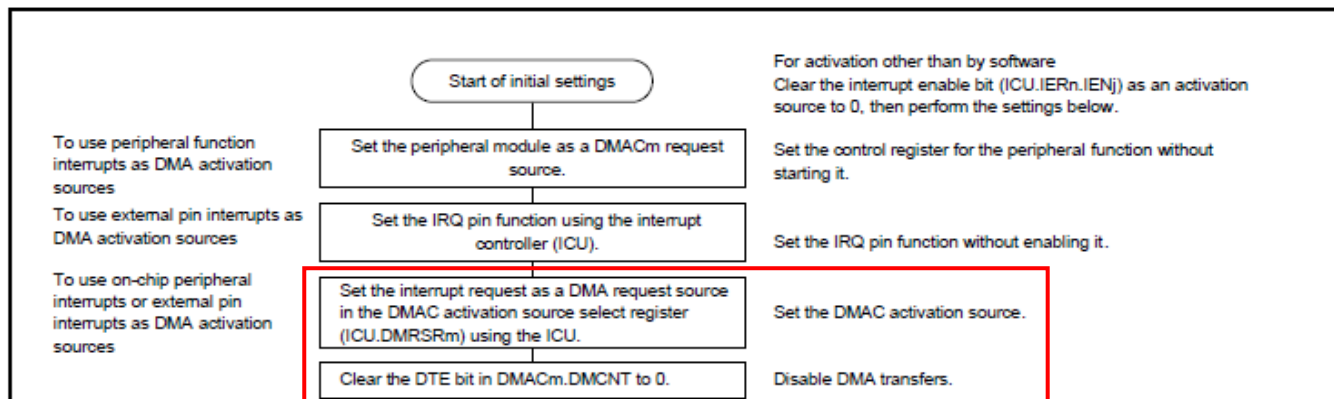 For activation other than by software
Start of initial settings
Clear the interrupt enable bit (ICU.IERn.IENj) as an activation
source to 0, then perform the settings below.
To use peripheral function
interrupts as DMA activation
sources
Set the peripheral module as a DMACm request
source.
Set the control register for the peripheral function without
starting it.
To use external pin interrupts as
DMA activation sources
Set the IRQ pin function using the interrupt
controller (ICU).
Set the IRQ pin function without enabling it.
To use on-chip peripheral
interrupts or external pin
interrupts as DMA activation
sources
Set the interrupt request as a DMA request source
in the DMAC activation source select register
(ICU.DMRSRm) using the ICU.
Set the DMAC activation source.
Clear the DTE bit in DMACm.DMCNT to 0.
Disable DMA transfers.